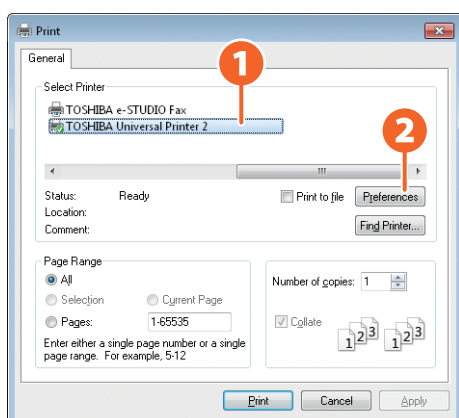 Print
General
1
Select Printer
TOSHIBA e-STUDIO Fax
TOSHIBA Universal Printer 2
2
Status: Ready
Print to file
Preferences
Location:
Comment:
Find Printer...
Page Range
All
Selection
Current Page
Pages: 1-65535
Enter either a single page number or a single
page range. For example, 5-12
Number of copies: 1
Collate
1 2 3 1 2 3
Print
Cancel
Apply